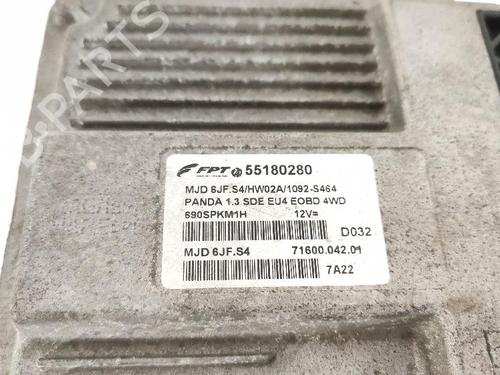 B-PARTS
FPT 55180280
MJD 6JF.S4/HW02A/1092-S464
PANDA 1.3 SDE EU4 EOBD 4WD
690SPKM1H 12V=
D032
MJD 6JF.S4 71600.042.01
7A22